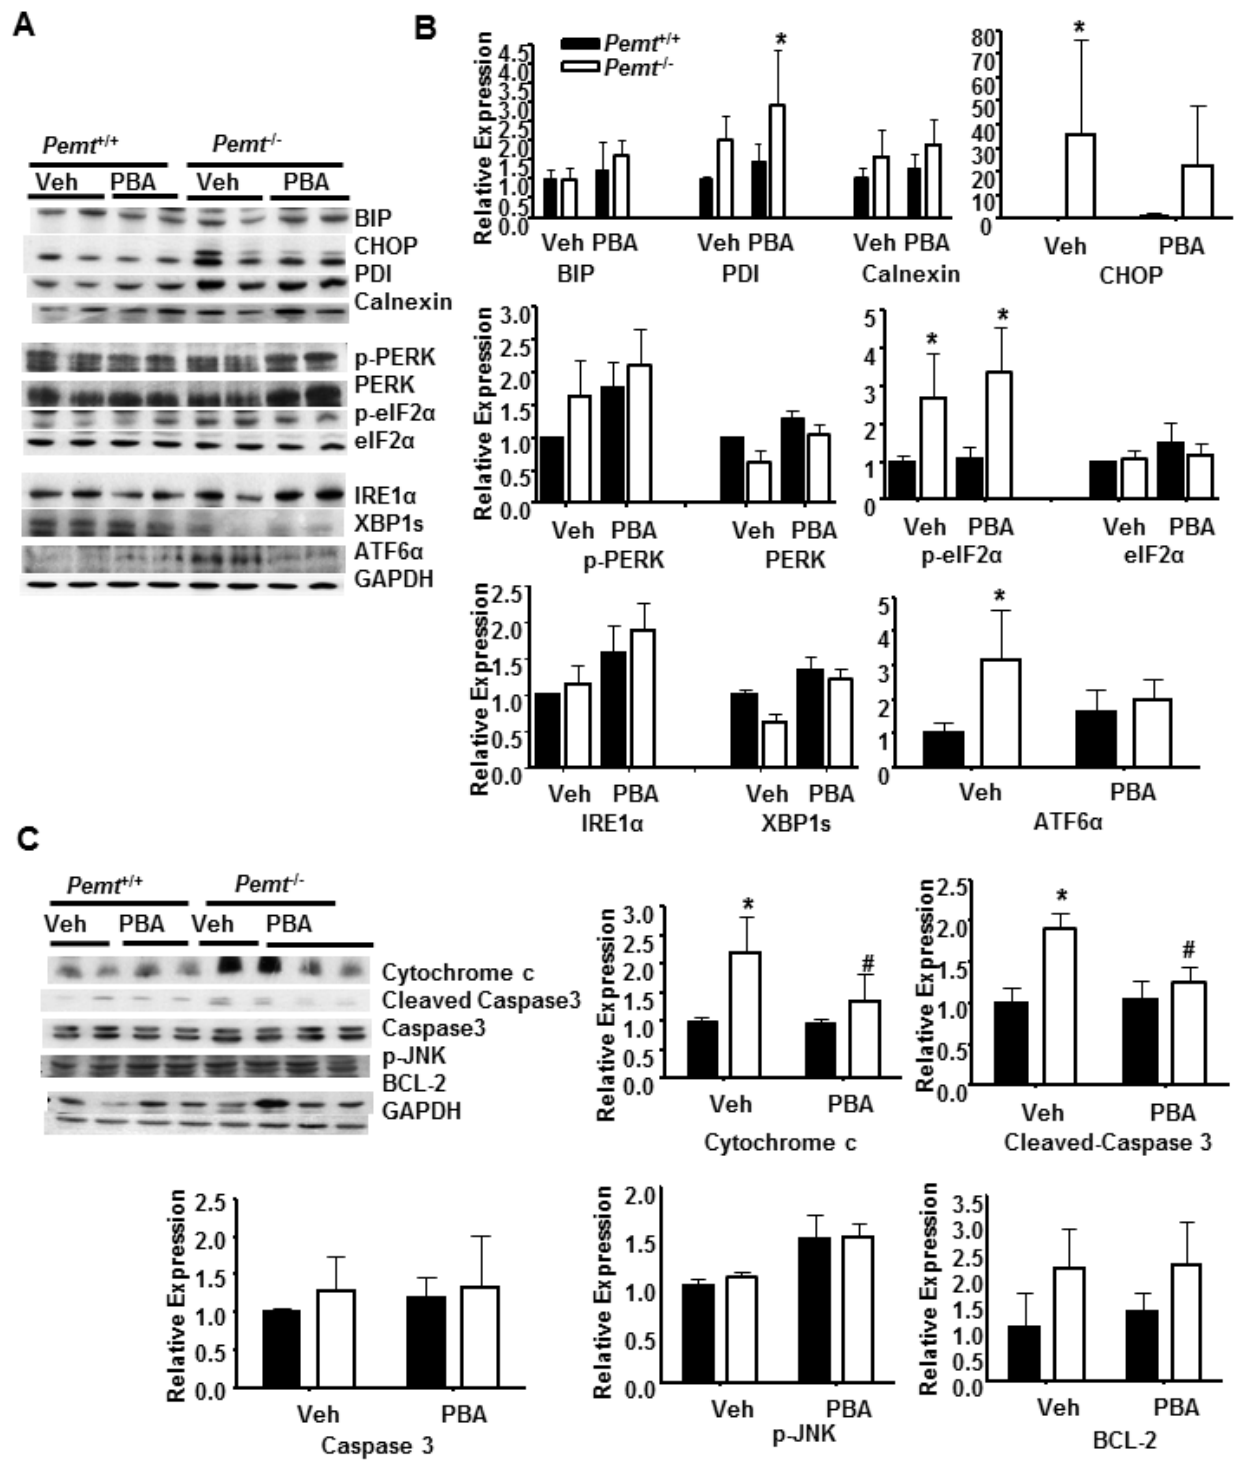 A
Pemt+/+ Pemt-/-
Veh PBA Veh PBA
BIP
CHOP
PDI
Calnexin
p-PERK
PERK
p-eIF2α
eIF2α
IRE1α
XBP1s
ATF6α
GAPDH
B
Pemt+/+
Pemt-/-
Relative Expression
4.5
4.0
3.5
3.0
2.5
2.0
1.5
1.0
0.5
0.0
*
Veh PBA Veh PBA Veh PBA
BIP PDI Calnexin
80
70
60
50
40
30
20
10
0
*
Veh PBA
CHOP
Relative Expression
3.0
2.5
2.0
1.5
1.0
0.5
0.0
Veh PBA Veh PBA
p-PERK PERK
5
4
3
2
1
0
* *
Veh PBA Veh PBA
p-eIF2α eIF2α
Relative Expression
2.5
2.0
1.5
1.0
0.5
0.0
Veh PBA Veh PBA
IRE1α XBP1s
5
4
3
2
1
0
*
Veh PBA
ATF6α
C
Pemt+/+ Pemt-/-
Veh PBA Veh PBA
Cytochrome c
Cleaved Caspase3
Caspase3
p-JNK
BCL-2
GAPDH
Relative Expression
3.0
2.5
2.0
1.5
1.0
0.5
0.0
* #
Veh PBA
Cytochrome c
Relative Expression
2.5
2.0
1.5
1.0
0.5
0.0
* #
Veh PBA
Cleaved-Caspase 3
Relative Expression
2.5
2.0
1.5
1.0
0.5
0.0
Veh PBA
Caspase 3
Relative Expression
2.0
1.5
1.0
0.5
0.0
Veh PBA
p-JNK
Relative Expression
3.5
3.0
2.5
2.0
1.5
1.0
0.5
0.0
Veh PBA
BCL-2